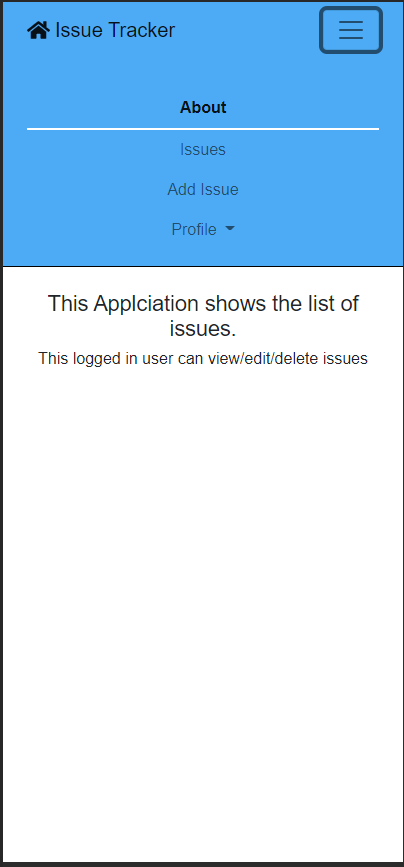 Issue Tracker
About
Issues
Add Issue
Profile
This Applciation shows the list of
issues.
This logged in user can view/edit/delete issues